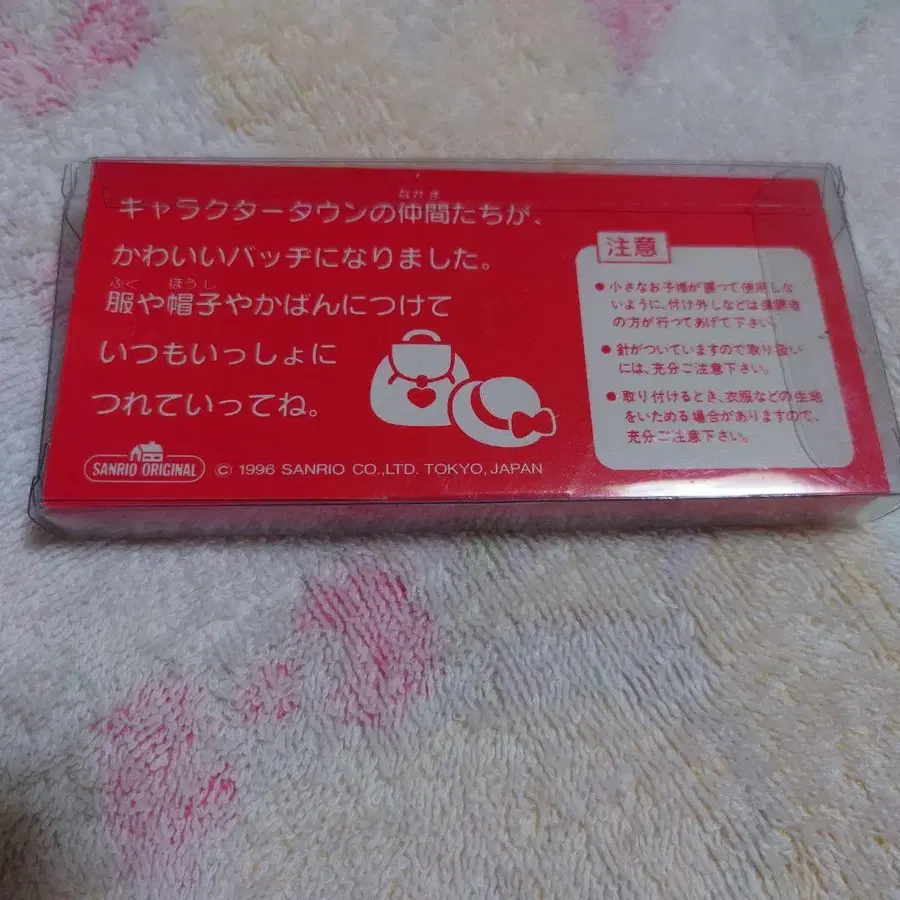 キャラクタータウンの仲間たちが、
なかま
かわいいバッヂになりました。
ふく ほうし
服や帽子やかばんにつけて
いつもいっしょに
つれていってね。
SANRIO ORIGINAL © 1996 SANRIO CO.,LTD. TOKYO, JAPAN
注意
●小さなお子様が誤って使用しな
いように、付け外しなどは保護者
の方が行ってあげて下さい。
●針がついていますので取り扱い
には、充分ご注意下さい。
●取り付けるとき、衣服などの生地
をいためる場合がありますので、
充分ご注意下さい。